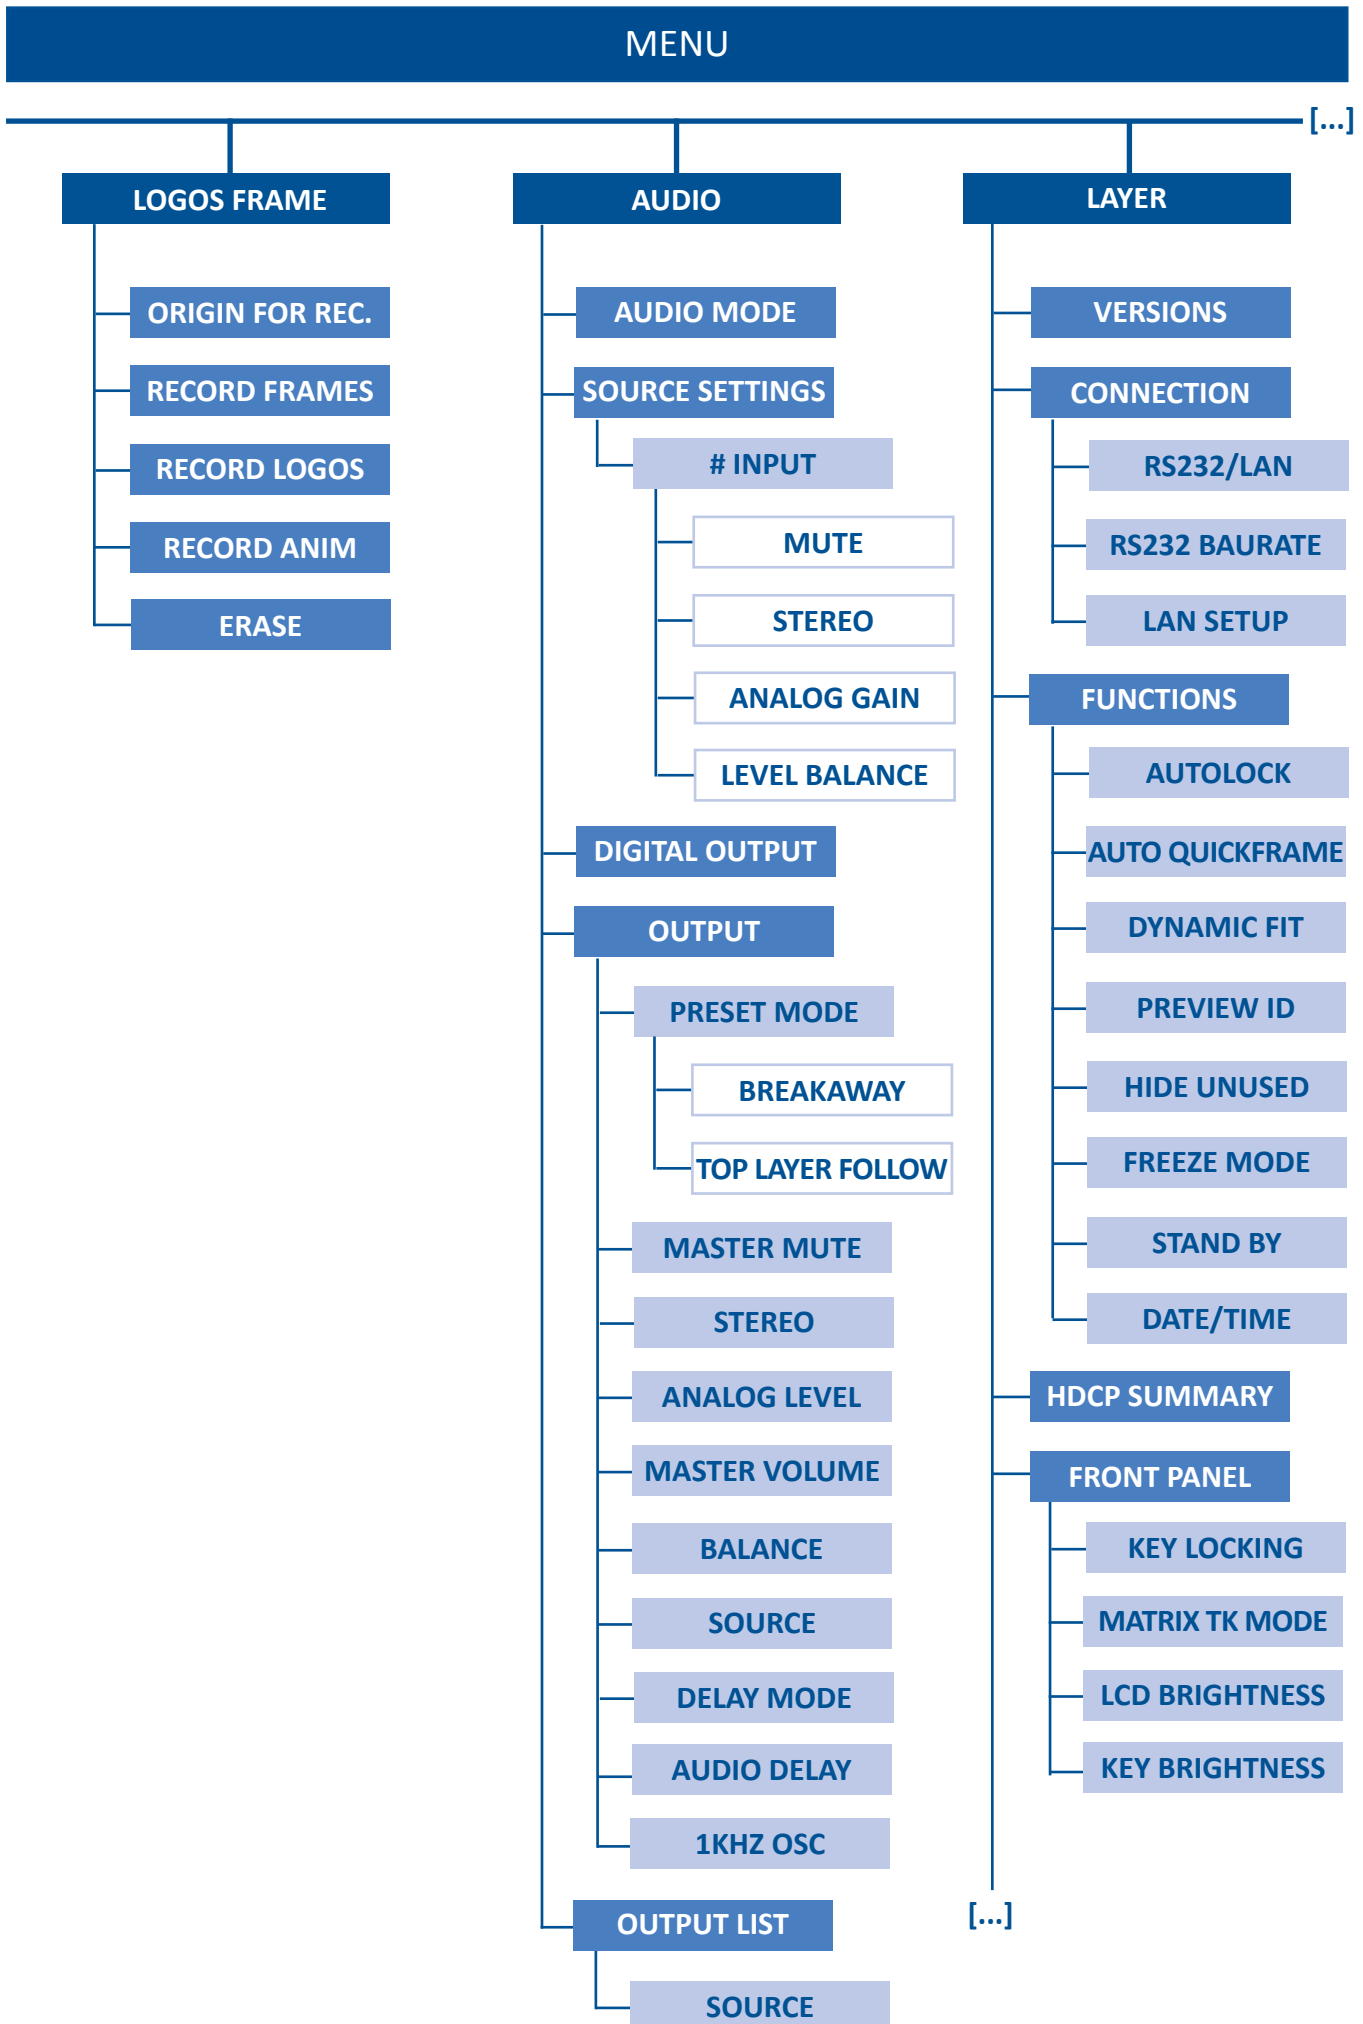 MENU
[...]
LOGOS FRAME
ORIGIN FOR REC.
RECORD FRAMES
RECORD LOGOS
RECORD ANIM
ERASE
AUDIO
AUDIO MODE
SOURCE SETTINGS
# INPUT
MUTE
STEREO
ANALOG GAIN
LEVEL BALANCE
DIGITAL OUTPUT
OUTPUT
PRESET MODE
BREAKAWAY
TOP LAYER FOLLOW
MASTER MUTE
STEREO
ANALOG LEVEL
MASTER VOLUME
BALANCE
SOURCE
DELAY MODE
AUDIO DELAY
1KHZ OSC
OUTPUT LIST
SOURCE
LAYER
VERSIONS
CONNECTION
RS232/LAN
RS232 BAURATE
LAN SETUP
FUNCTIONS
AUTOLOCK
AUTO QUICKFRAME
DYNAMIC FIT
PREVIEW ID
HIDE UNUSED
FREEZE MODE
STAND BY
DATE/TIME
HDCP SUMMARY
FRONT PANEL
KEY LOCKING
MATRIX TK MODE
LCD BRIGHTNESS
KEY BRIGHTNESS
[...]